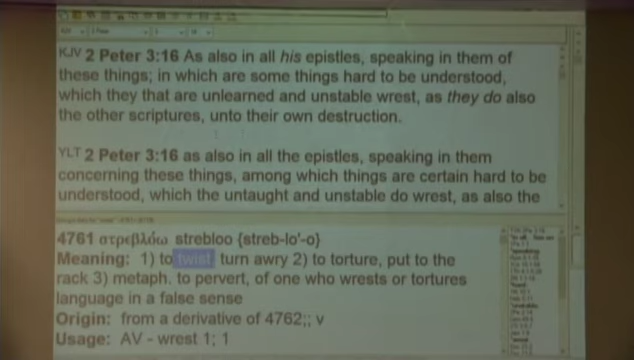 KJV 2 Peter 3:16 As also in all his epistles, speaking in them of
these things; in which are some things hard to be understood,
which they that are unlearned and unstable wrest, as they do also
the other scriptures, unto their own destruction.
YLT 2 Peter 3:16 as also in all the epistles, speaking in them
concerning these things, among which things are certain hard to be
understood, which the untaught and unstable do wrest, as also the
4761 στρεβλόω strebloo {streb-lo'-o}
Meaning: 1) to twist, turn awry 2) to torture, put to the
rack 3) metaph. to pervert, of one who wrests or tortures
language in a false sense
Origin: from a derivative of 4762;; v
Usage: AV - wrest 1; 1